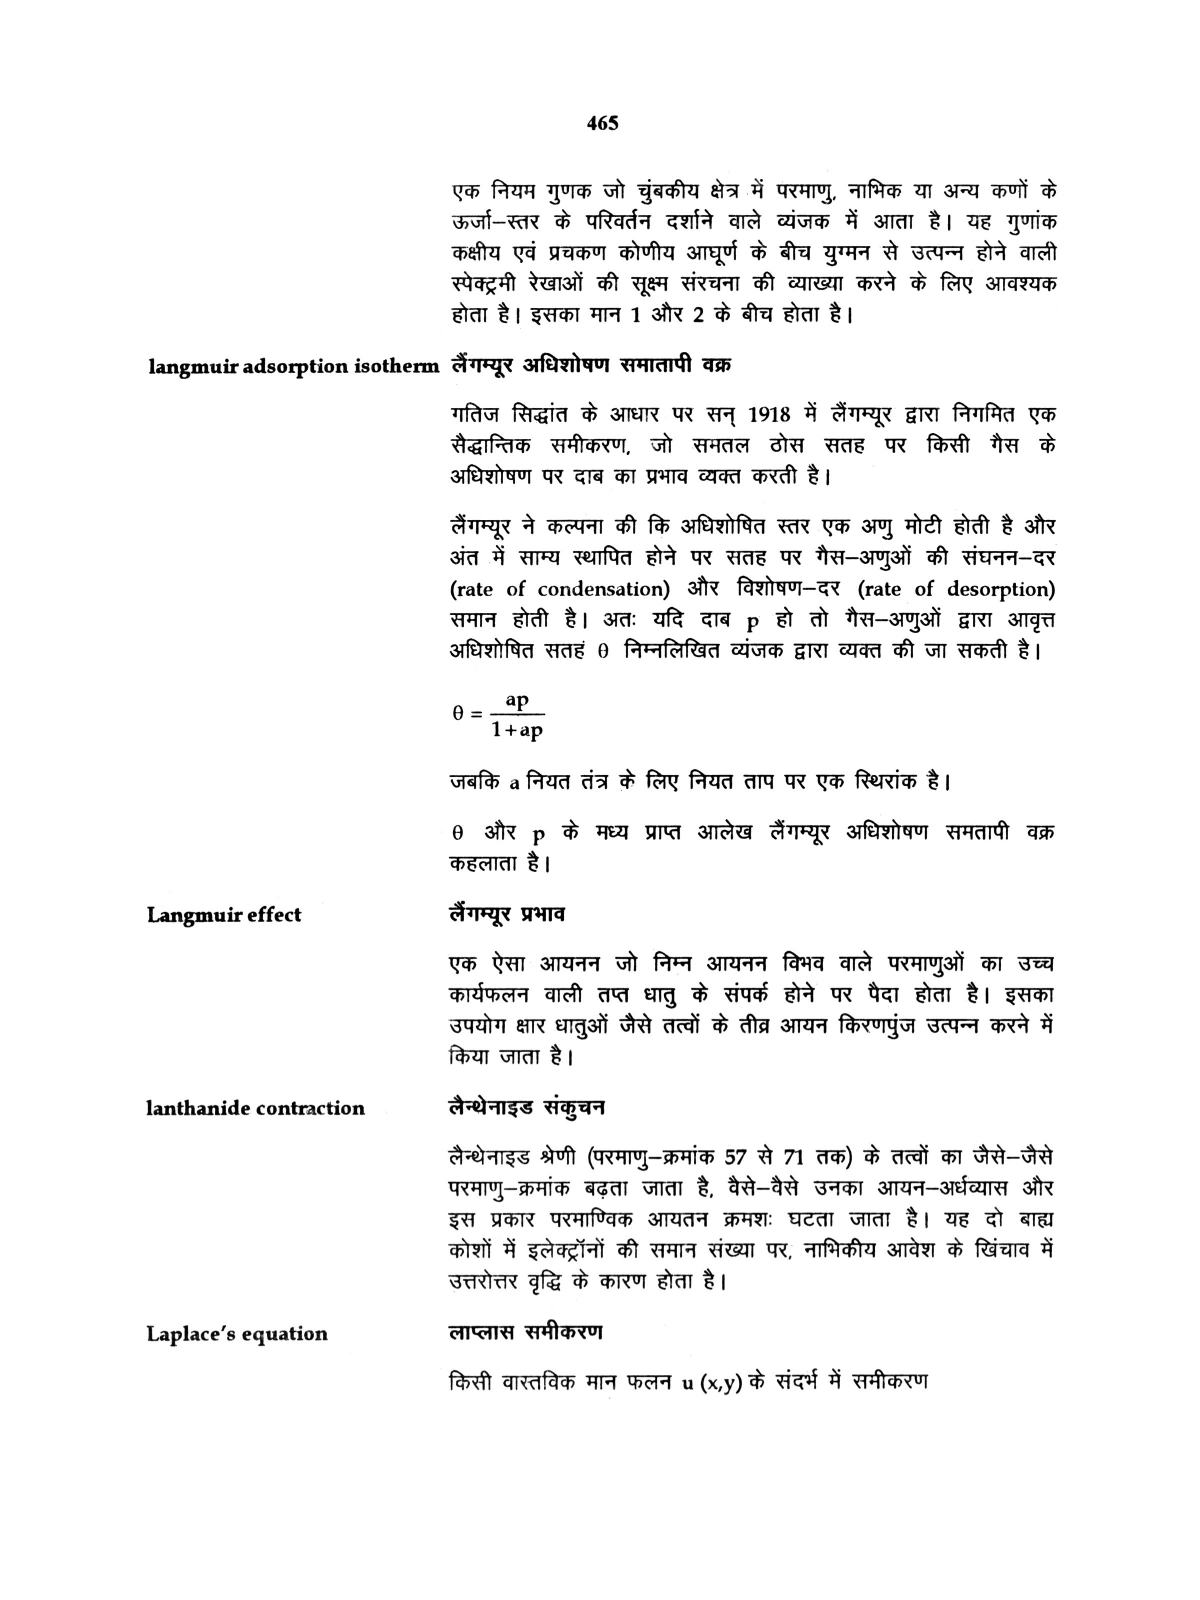 465
एक नियम गुणक जो चुंबकीय क्षेत्र में परमाणु, नाभिक या अन्य कणों के
ऊर्जा–स्तर के परिवर्तन दर्शाने वाले व्यंजक में आता है। यह गुणांक
कक्षीय एवं प्रचकण कोणीय आघूर्ण के बीच युग्मन से उत्पन्न होने वाली
स्पेक्ट्रमी रेखाओं की सूक्ष्म संरचना की व्याख्या करने के लिए आवश्यक
होता है। इसका मान 1 और 2 के बीच होता है।
langmuir adsorption isotherm लैंगम्यूर अधिशोषण समातापी वक्र
गतिज सिद्धांत के आधार पर सन् 1918 में लैंगम्यूर द्वारा निगमित एक
सैद्धान्तिक समीकरण, जो समतल ठोस सतह पर किसी गैस के
अधिशोषण पर दाब का प्रभाव व्यक्त करती है।
लैंगम्यूर ने कल्पना की कि अधिशोषित स्तर एक अणु मोटी होती है और
अंत में साम्य स्थापित होने पर सतह पर गैस–अणुओं की संघनन–दर
(rate of condensation) और विशोषण–दर (rate of desorption)
समान होती है। अतः यदि दाब p हो तो गैस–अणुओं द्वारा आवृत्त
अधिशोषित सतहं θ निम्नलिखित व्यंजक द्वारा व्यक्त की जा सकती है।
θ = ap
1+ap
जबकि a नियत तंत्र के लिए नियत ताप पर एक स्थिरांक है।
θ और p के मध्य प्राप्त आलेख लैंगम्यूर अधिशोषण समतापी वक्र
कहलाता है।
Langmuir effect लैंगम्यूर प्रभाव
एक ऐसा आयनन जो निम्न आयनन विभव वाले परमाणुओं का उच्च
कार्यफलन वाली तप्त धातु के संपर्क होने पर पैदा होता है। इसका
उपयोग क्षार धातुओं जैसे तत्वों के तीव्र आयन किरणपुंज उत्पन्न करने में
किया जाता है।
lanthanide contraction लैन्थेनाइड संकुचन
लैन्थेनाइड श्रेणी (परमाणु–क्रमांक 57 से 71 तक) के तत्वों का जैसे–जैसे
परमाणु–क्रमांक बढ़ता जाता है, वैसे–वैसे उनका आयन–अर्धव्यास और
इस प्रकार परमाण्विक आयतन क्रमशः घटता जाता है। यह दो बाह्य
कोशों में इलेक्ट्रॉनों की समान संख्या पर, नाभिकीय आवेश के खिंचाव में
उत्तरोत्तर वृद्धि के कारण होता है।
Laplace's equation लाप्लास समीकरण
किसी वास्तविक मान फलन u (x,y) के संदर्भ में समीकरण